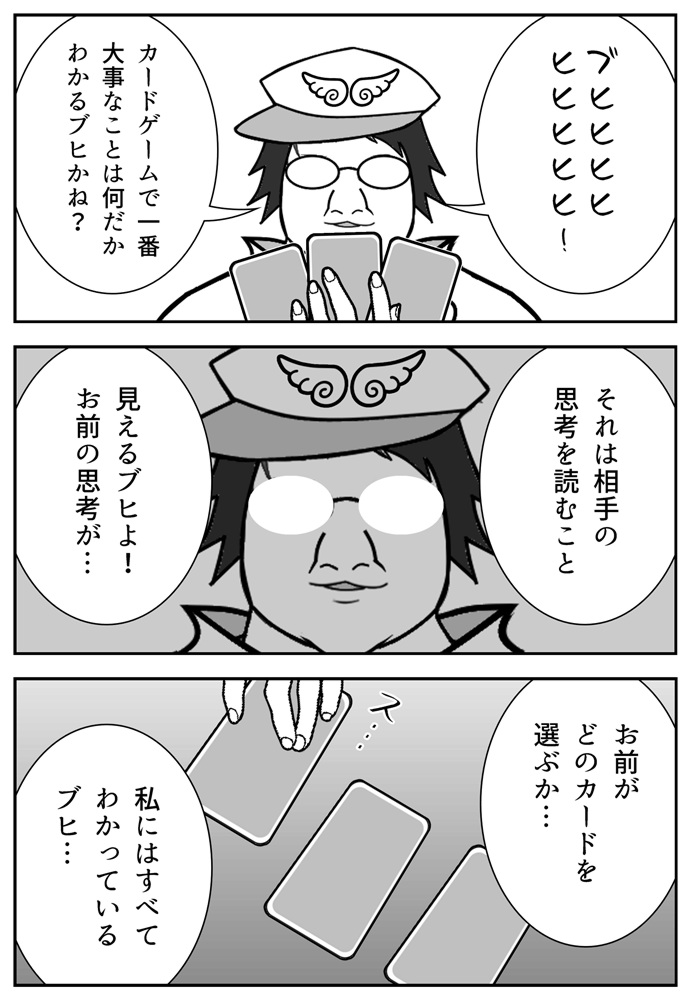 ブヒヒヒヒ
ヒヒヒヒヒ～
カードゲームで一番
大事なことは何だか
わかるブヒかね？
それは相手の
思考を読むこと
見えるブヒよ！
お前の思考が…
お前が
どのカードを
選ぶか…
ス…
私にはすべて
わかっている
ブヒ…